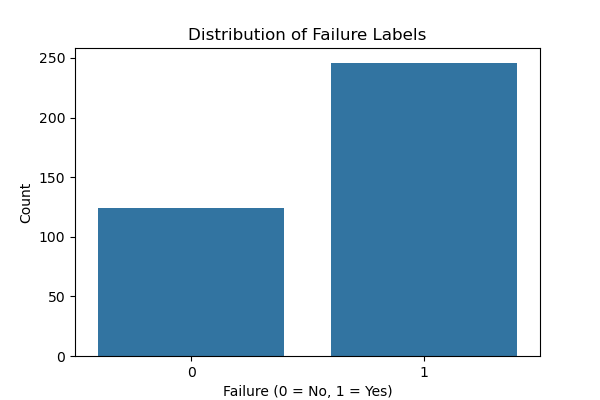 Distribution of Failure Labels
250
200
150
100
50
0
Count
0 1
Failure (0 = No, 1 = Yes)